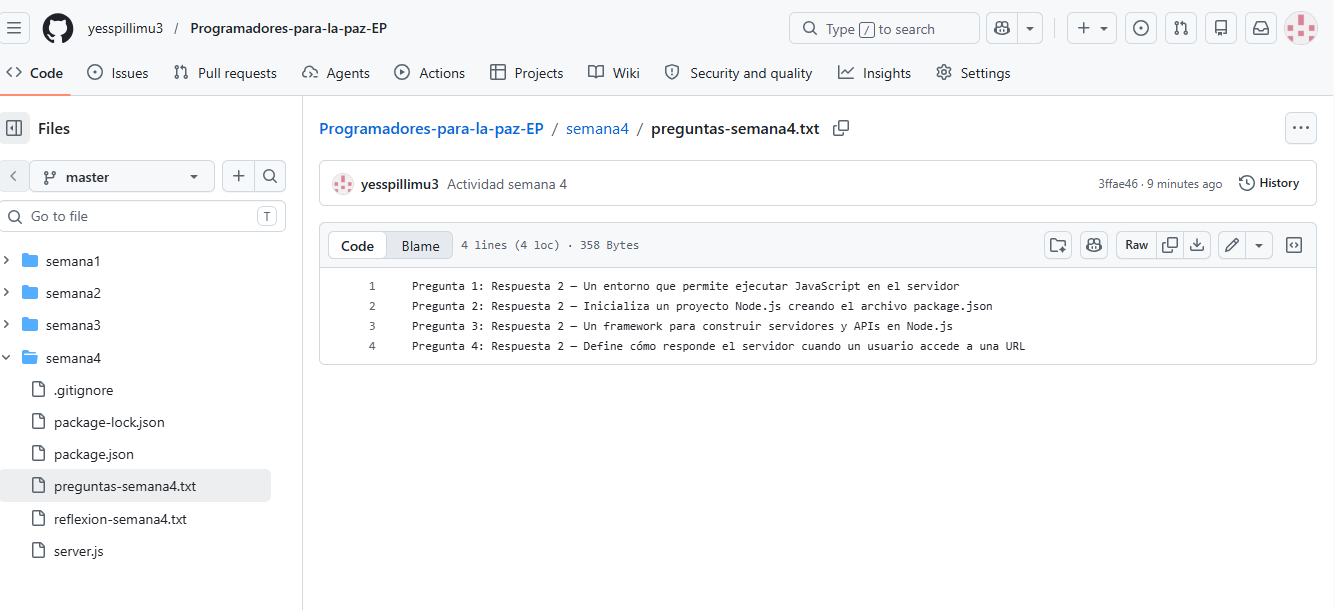 yesspillimu3 / Programadores-para-la-paz-EP
Type / to search
Code Issues Pull requests Agents Actions Projects Wiki Security and quality Insights Settings
Files
master
Go to file T
semana1
semana2
semana3
semana4
.gitignore
package-lock.json
package.json
preguntas-semana4.txt
reflexion-semana4.txt
server.js
Programadores-para-la-paz-EP / semana4 / preguntas-semana4.txt
yesspillimu3 Actividad semana 4 3ffae46 · 9 minutes ago History
Code Blame 4 lines (4 loc) · 358 Bytes Raw
1 Pregunta 1: Respuesta 2 – Un entorno que permite ejecutar JavaScript en el servidor
2 Pregunta 2: Respuesta 2 – Inicializa un proyecto Node.js creando el archivo package.json
3 Pregunta 3: Respuesta 2 – Un framework para construir servidores y APIs en Node.js
4 Pregunta 4: Respuesta 2 – Define cómo responde el servidor cuando un usuario accede a una URL